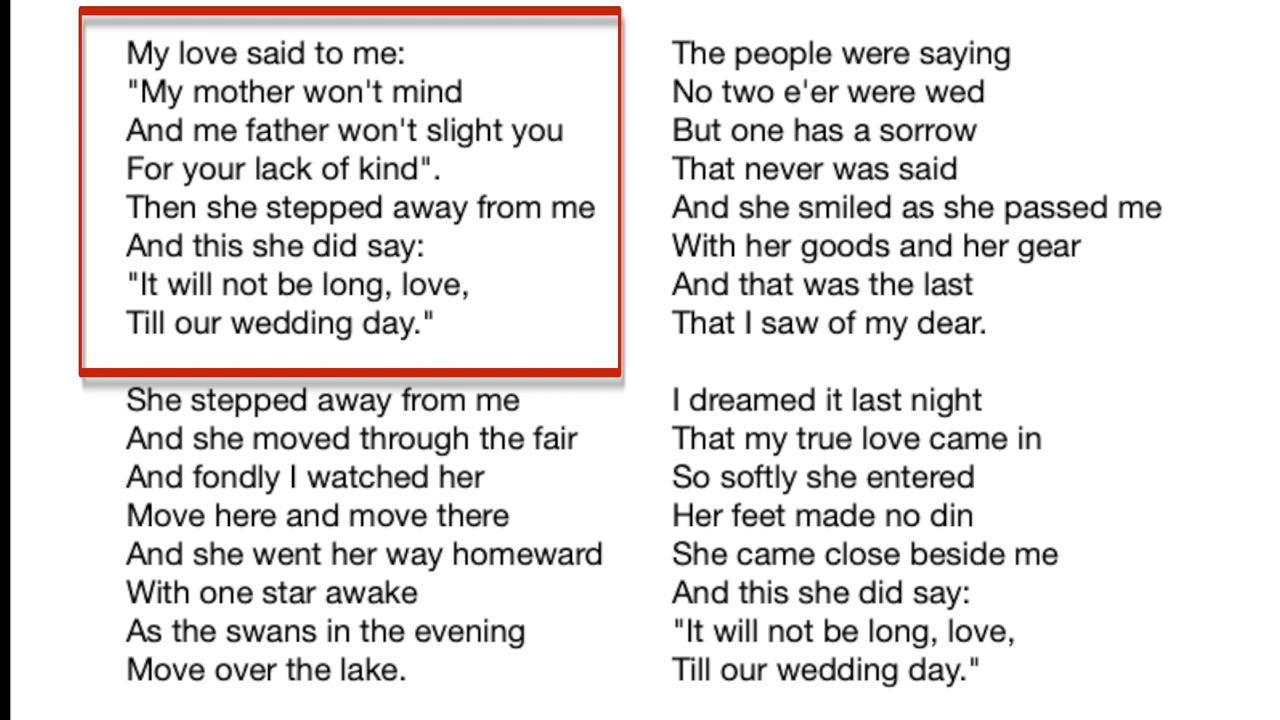 My love said to me:
"My mother won't mind
And me father won't slight you
For your lack of kind".
Then she stepped away from me
And this she did say:
"It will not be long, love,
Till our wedding day."
She stepped away from me
And she moved through the fair
And fondly I watched her
Move here and move there
And she went her way homeward
With one star awake
As the swans in the evening
Move over the lake.
The people were saying
No two e'er were wed
But one has a sorrow
That never was said
And she smiled as she passed me
With her goods and her gear
And that was the last
That I saw of my dear.
I dreamed it last night
That my true love came in
So softly she entered
Her feet made no din
She came close beside me
And this she did say:
"It will not be long, love,
Till our wedding day."